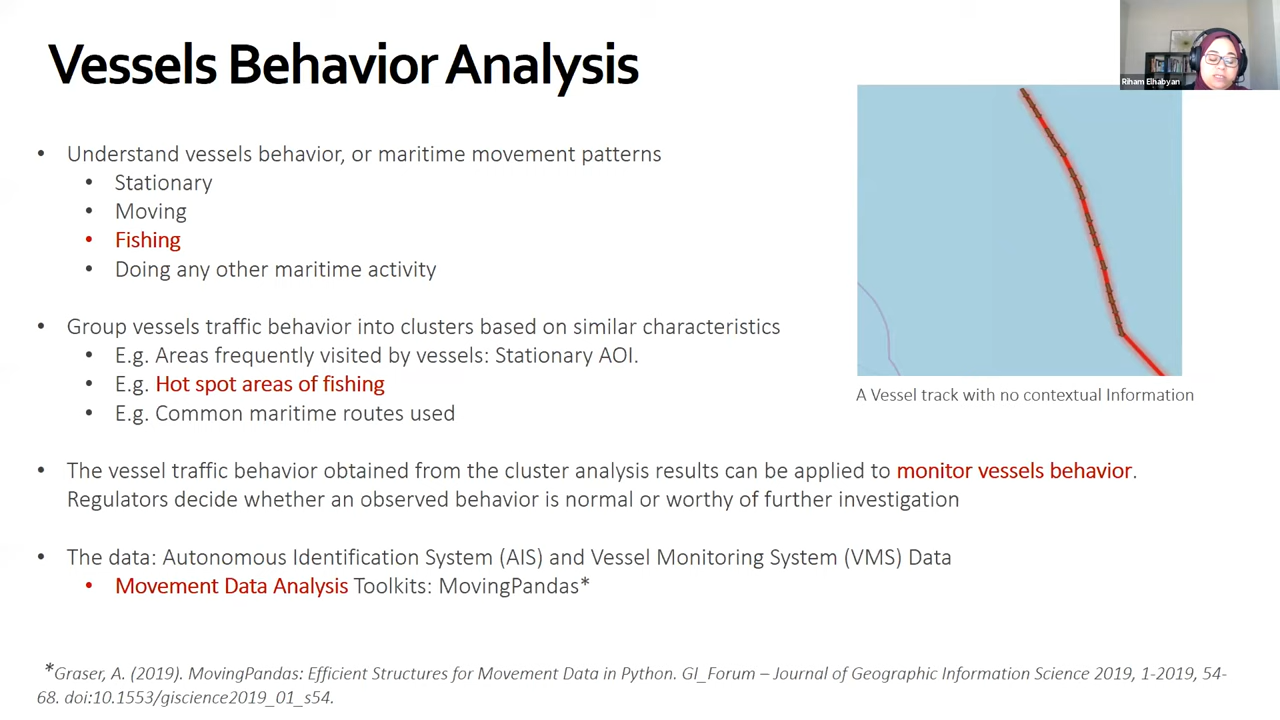 Vessels Behavior Analysis
Riham Elhabyan
• Understand vessels behavior, or maritime movement patterns
• Stationary
• Moving
• Fishing
• Doing any other maritime activity
• Group vessels traffic behavior into clusters based on similar characteristics
• E.g. Areas frequently visited by vessels: Stationary AOI.
• E.g. Hot spot areas of fishing
• E.g. Common maritime routes used
A Vessel track with no contextual Information
• The vessel traffic behavior obtained from the cluster analysis results can be applied to monitor vessels behavior.
Regulators decide whether an observed behavior is normal or worthy of further investigation
• The data: Autonomous Identification System (AIS) and Vessel Monitoring System (VMS) Data
• Movement Data Analysis Toolkits: MovingPandas*
*Graser, A. (2019). MovingPandas: Efficient Structures for Movement Data in Python. GI_Forum – Journal of Geographic Information Science 2019, 1-2019, 54-
68. doi:10.1553/giscience2019_01_s54.